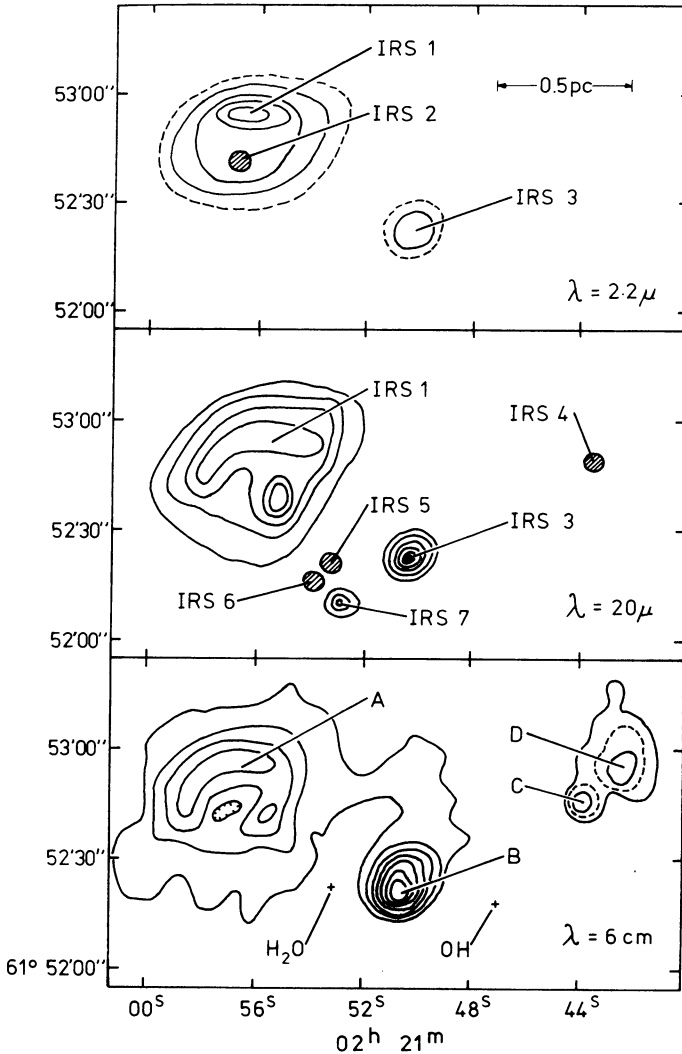 IRS 1
53'00"
0.5pc
IRS 2
52'30"
IRS 3
52'00"
λ = 2·2μ
IRS 1
53'00"
IRS 4
IRS 5
52'30"
IRS 3
IRS 6
IRS 7
52'00"
λ = 20μ
A
53'00"
D
C
52'30"
B
H₂O
OH
λ = 6 cm
61° 52'00"
00ˢ 56ˢ 52ˢ 48ˢ 44ˢ
02ʰ 21ᵐ